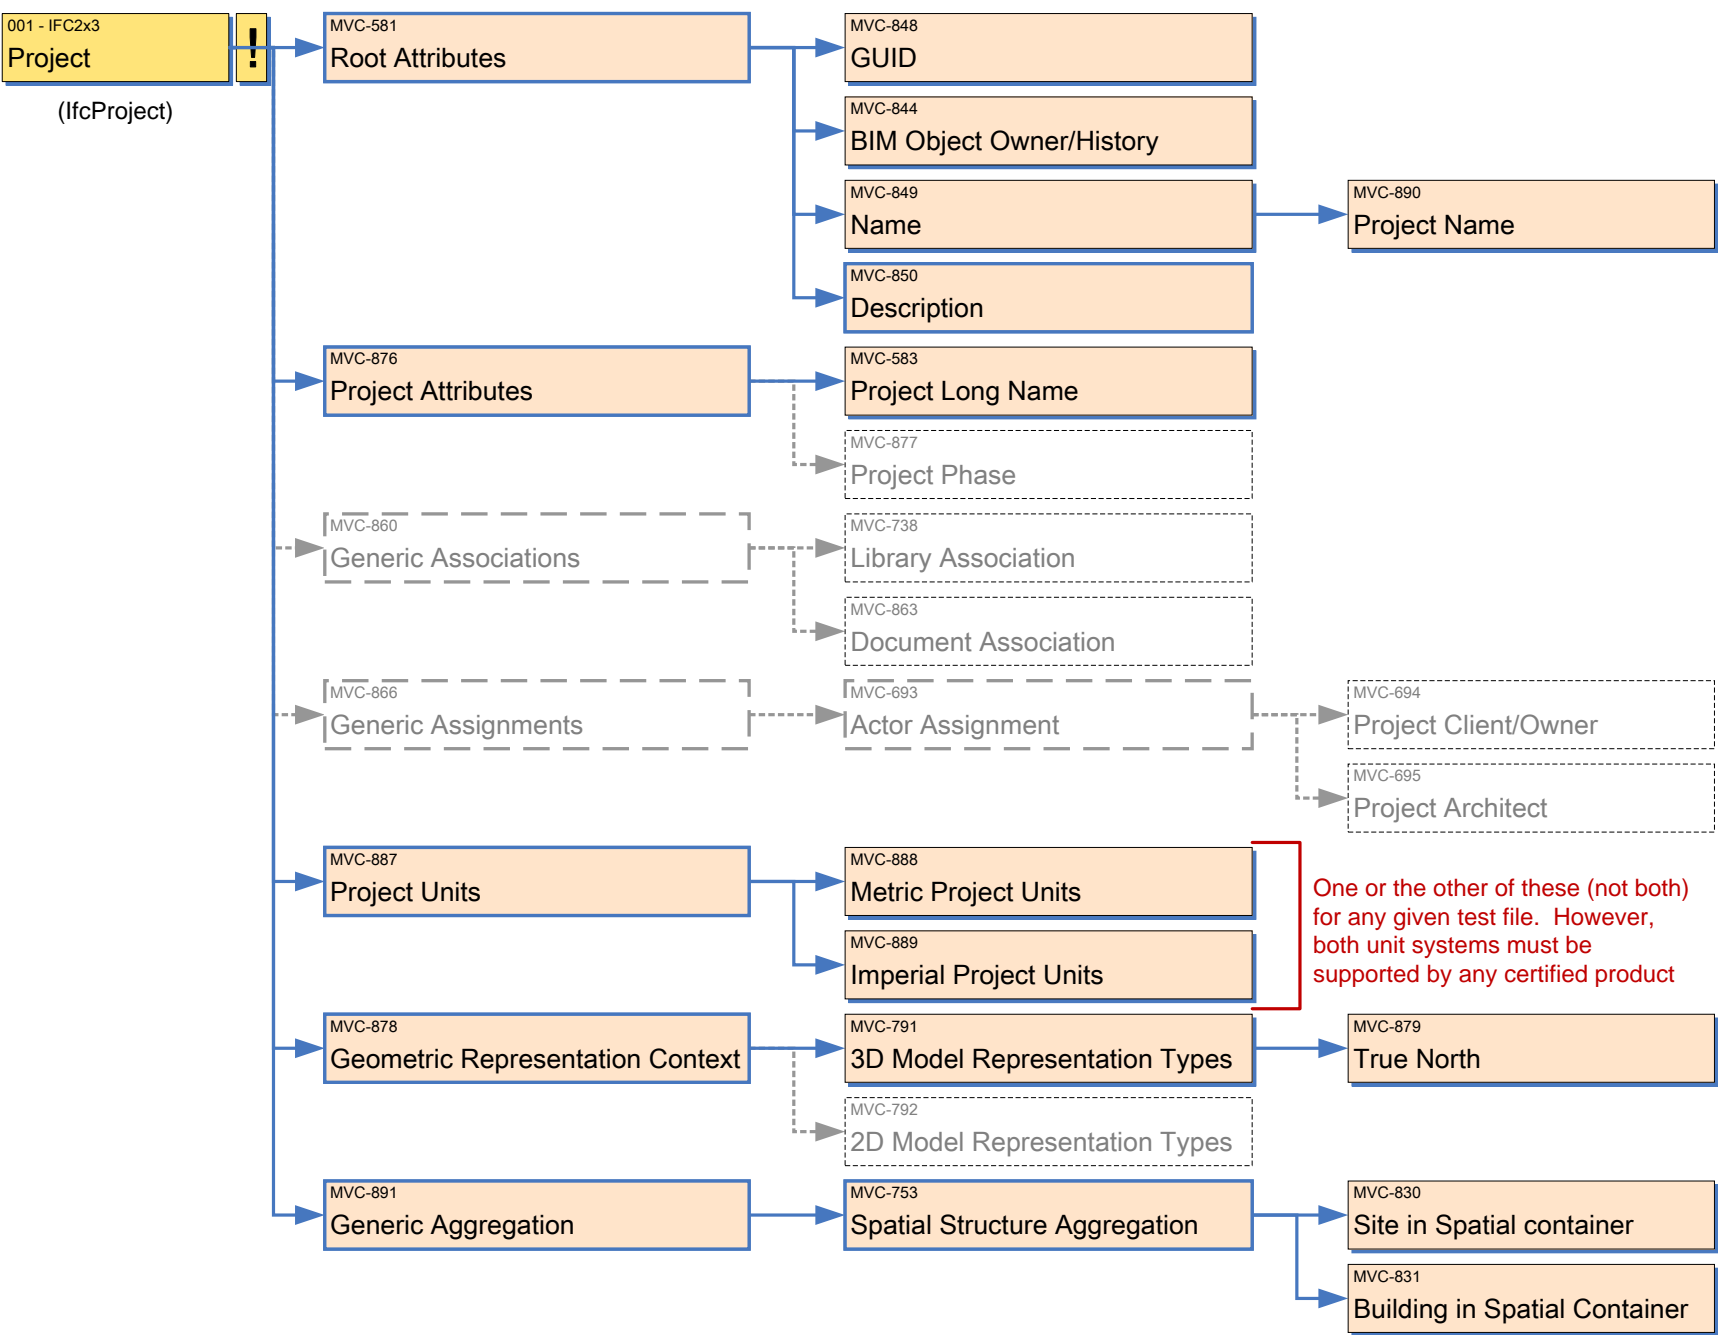 001 - IFC2x3
Project
!
(IfcProject)
MVC-581
Root Attributes
MVC-848
GUID
MVC-844
BIM Object Owner/History
MVC-849
Name
MVC-890
Project Name
MVC-850
Description
MVC-876
Project Attributes
MVC-583
Project Long Name
MVC-877
Project Phase
MVC-860
Generic Associations
MVC-738
Library Association
MVC-863
Document Association
MVC-866
Generic Assignments
MVC-693
Actor Assignment
MVC-694
Project Client/Owner
MVC-695
Project Architect
MVC-887
Project Units
MVC-888
Metric Project Units
MVC-889
Imperial Project Units
One or the other of these (not both)
for any given test file. However,
both unit systems must be
supported by any certified product
MVC-878
Geometric Representation Context
MVC-791
3D Model Representation Types
MVC-879
True North
MVC-792
2D Model Representation Types
MVC-891
Generic Aggregation
MVC-753
Spatial Structure Aggregation
MVC-830
Site in Spatial container
MVC-831
Building in Spatial Container